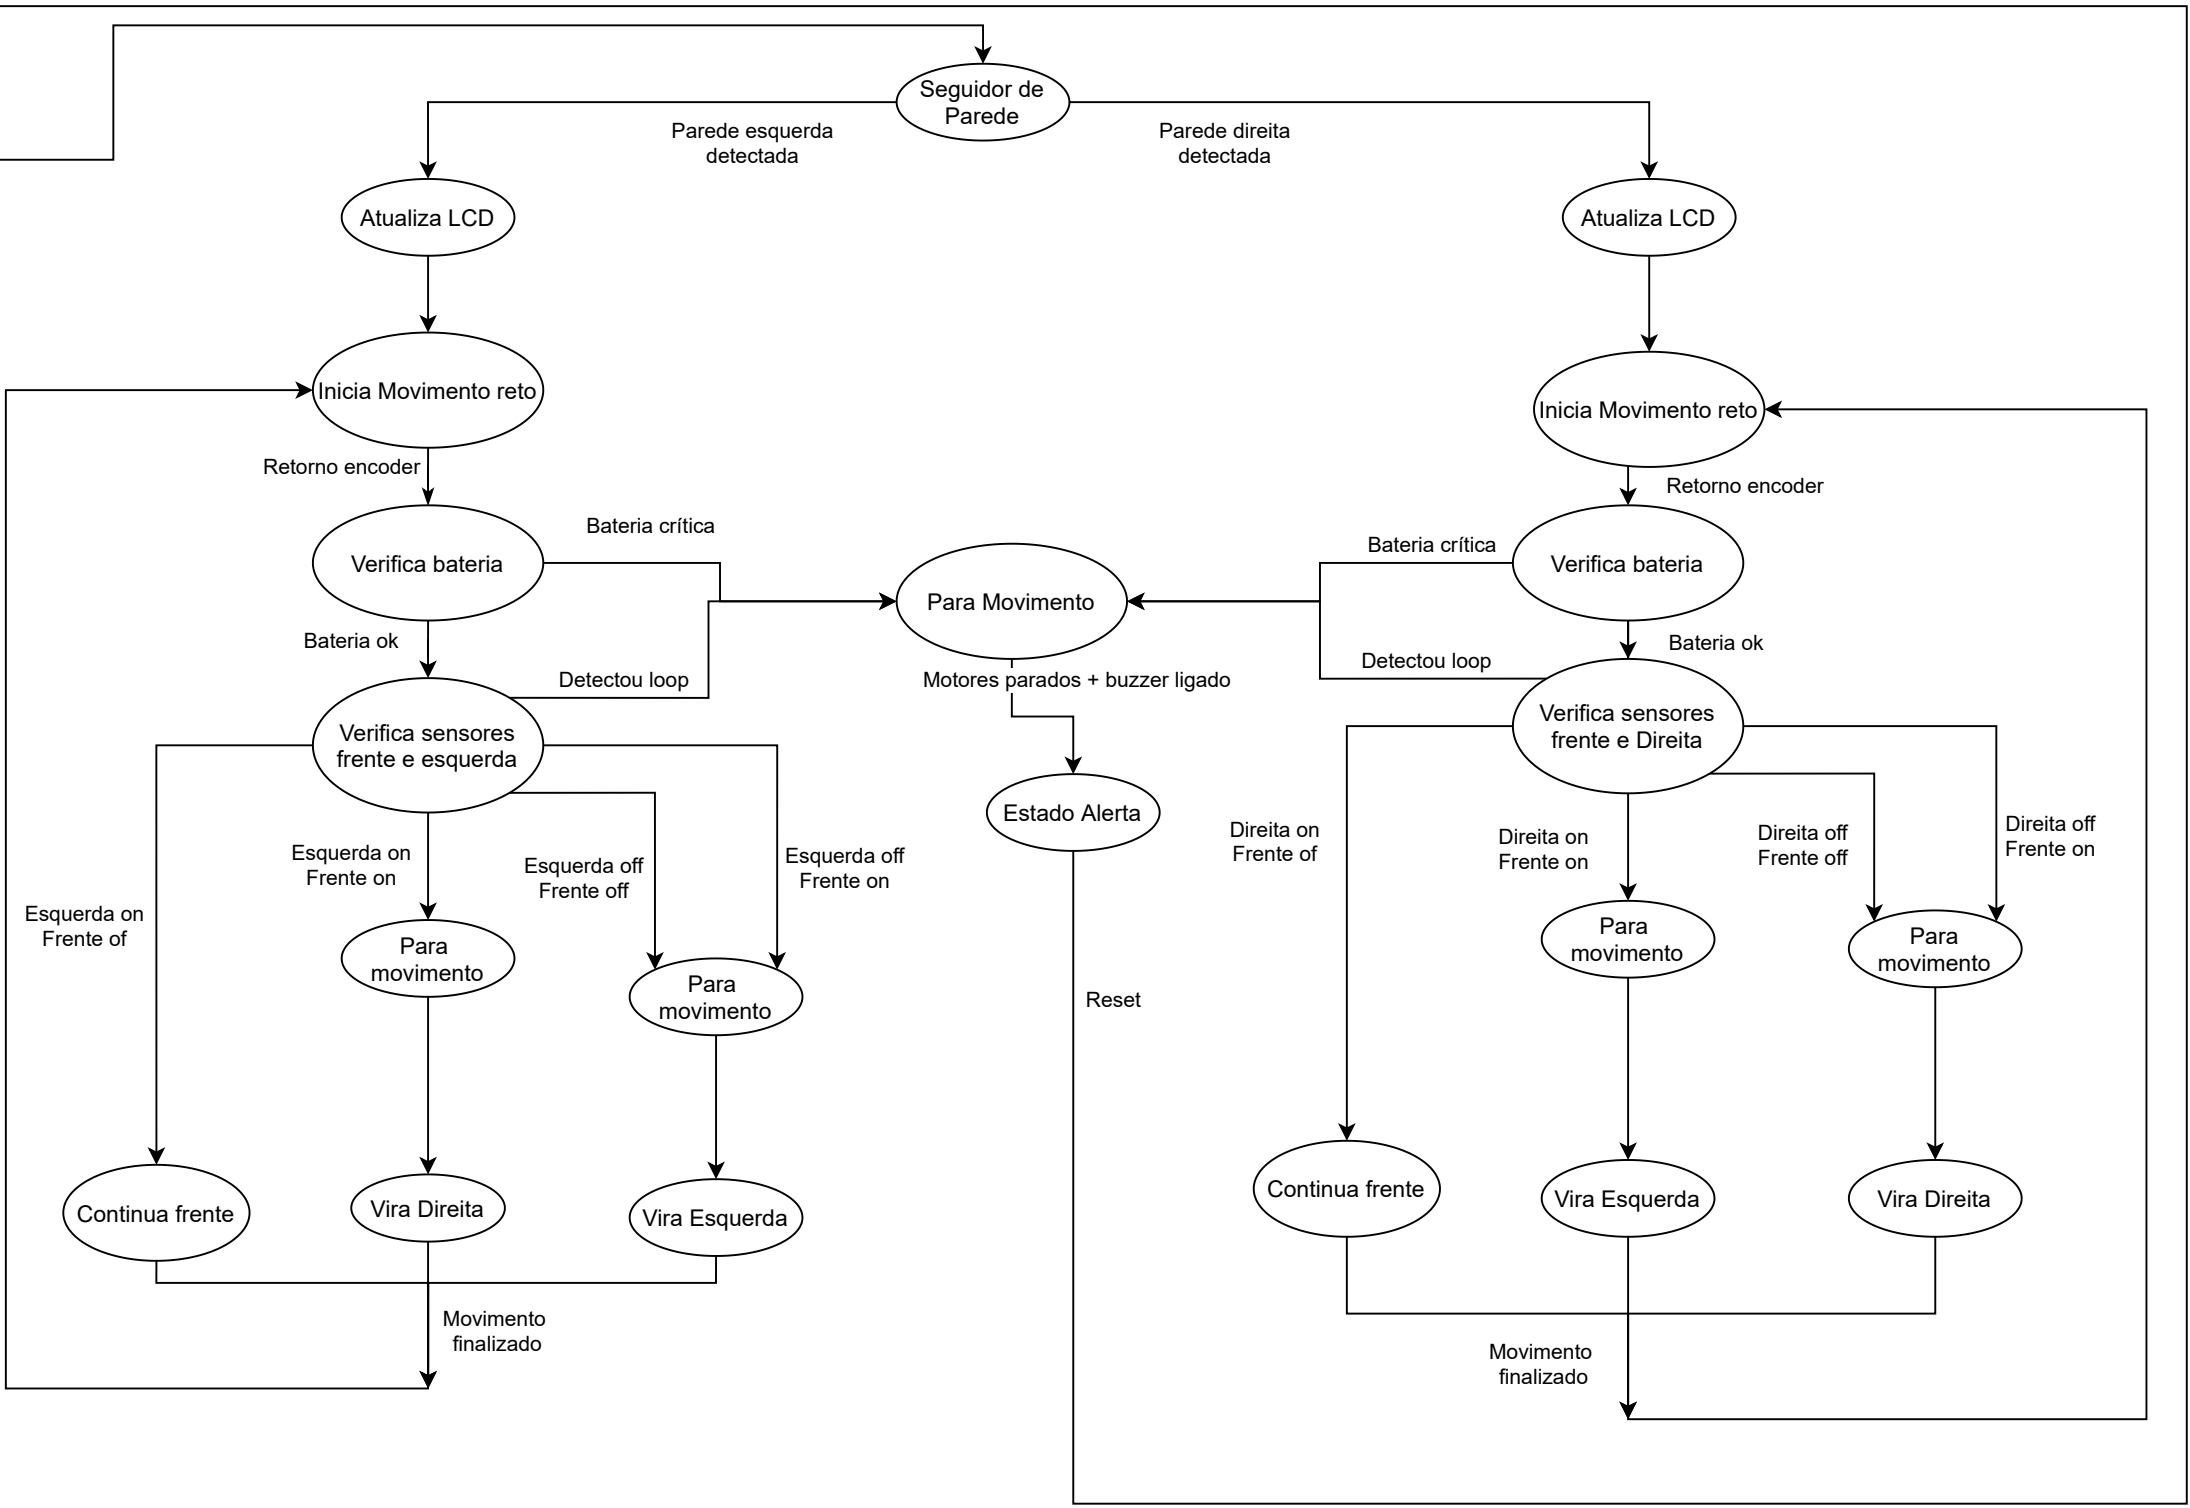 Seguidor de
Parede
Parede esquerda
detectada
Parede direita
detectada
Atualiza LCD
Atualiza LCD
Inicia Movimento reto
Inicia Movimento reto
Retorno encoder
Retorno encoder
Bateria crítica
Bateria crítica
Verifica bateria
Verifica bateria
Para Movimento
Bateria ok
Bateria ok
Detectou loop
Detectou loop
Motores parados + buzzer ligado
Verifica sensores
frente e esquerda
Verifica sensores
frente e Direita
Estado Alerta
Esquerda on
Frente of
Esquerda on
Frente on
Esquerda off
Frente off
Esquerda off
Frente on
Direita on
Frente of
Direita on
Frente on
Direita off
Frente off
Direita off
Frente on
Para
movimento
Para
movimento
Para
movimento
Para
movimento
Reset
Continua frente
Vira Direita
Vira Esquerda
Continua frente
Vira Esquerda
Vira Direita
Movimento
finalizado
Movimento
finalizado